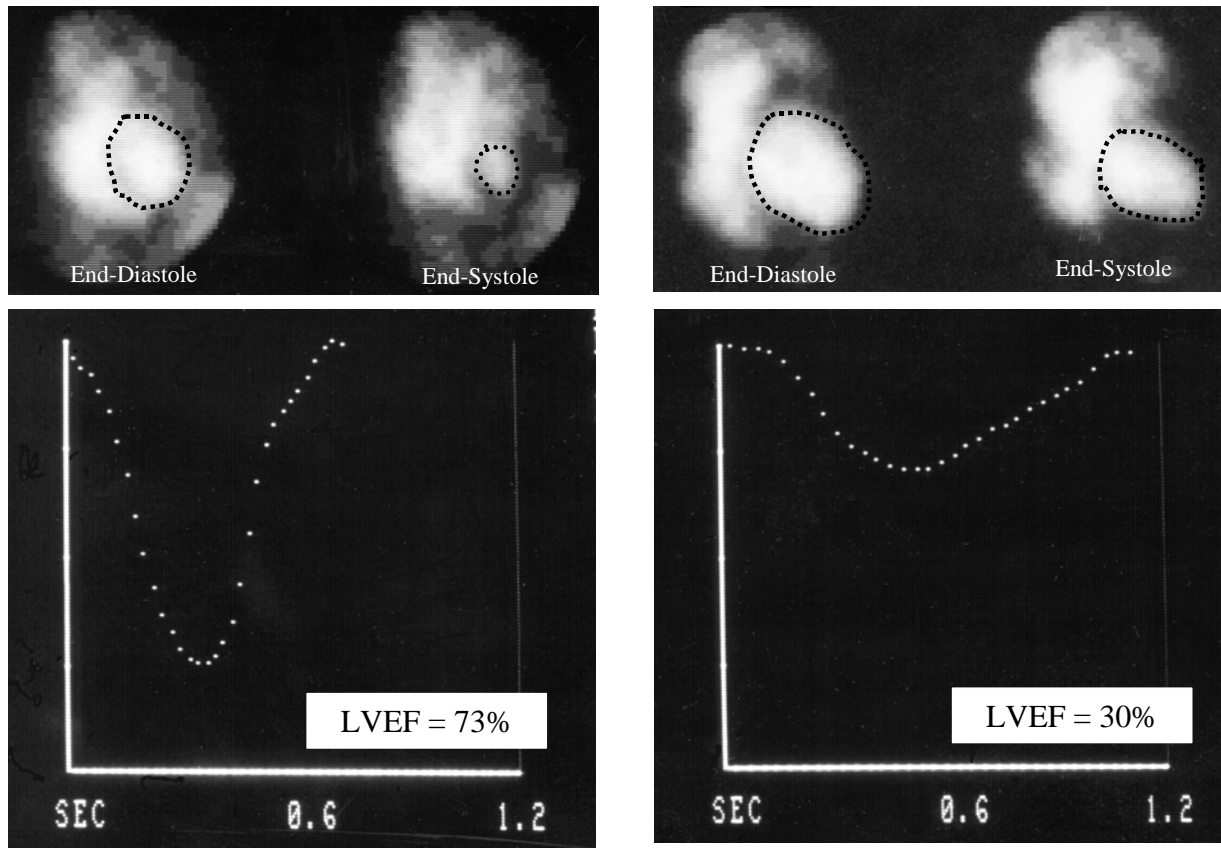 End-Diastole
End-Systole
End-Diastole
End-Systole
LVEF = 73%
SEC 0.6 1.2
LVEF = 30%
SEC 0.6 1.2